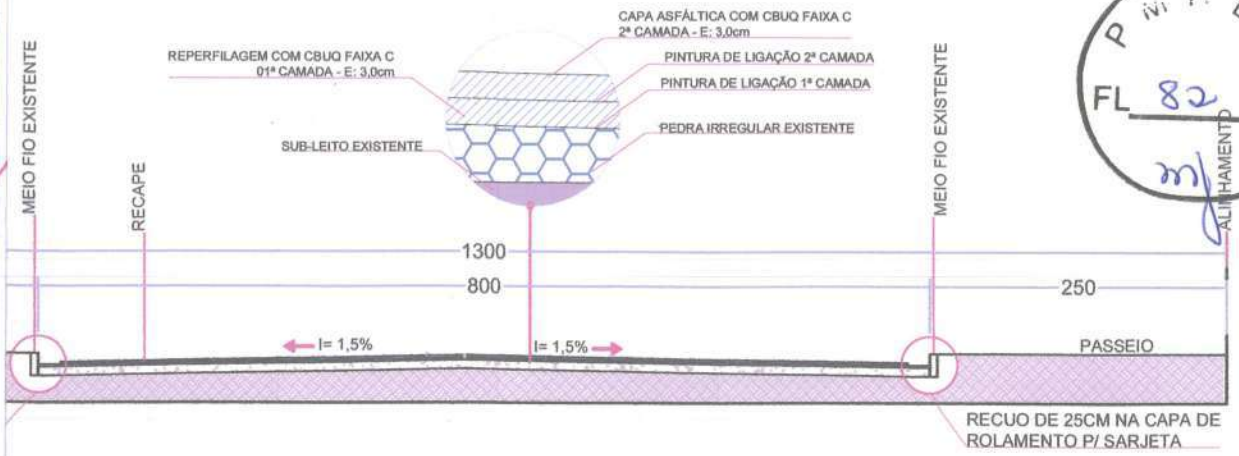 CAPA ASFÁLTICA COM CBUQ FAIXA C
2ª CAMADA - E: 3,0cm
REPERFILAGEM COM CBUQ FAIXA C
01ª CAMADA - E: 3,0cm
PINTURA DE LIGAÇÃO 2ª CAMADA
PINTURA DE LIGAÇÃO 1ª CAMADA
PEDRA IRREGULAR EXISTENTE
SUB-LEITO EXISTENTE
MEIO FIO EXISTENTE
RECAPE
MEIO FIO EXISTENTE
FL 82
ALINHAMENTO
1300
800
250
I= 1,5%
I= 1,5%
PASSEIO
RECUO DE 25CM NA CAPA DE
ROLAMENTO P/ SARJETA